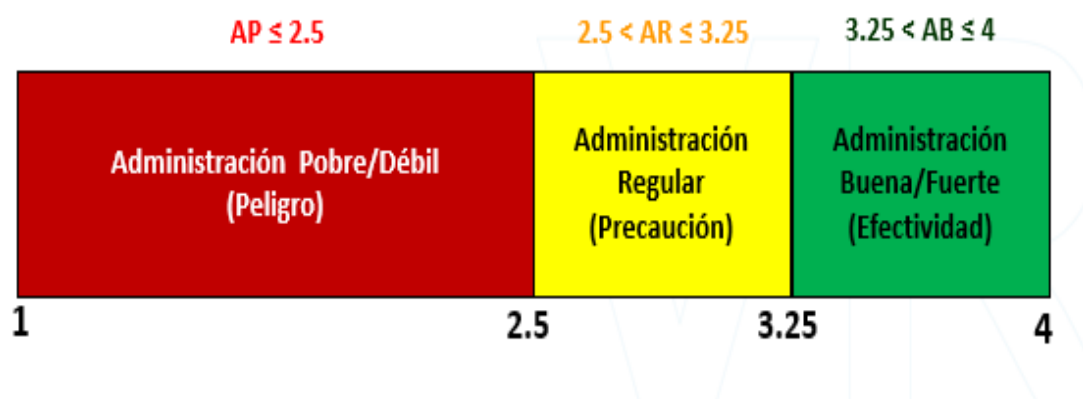 AP ≤ 2.5
2.5 < AR ≤ 3.25
3.25 < AB ≤ 4
Administración Pobre/Débil
(Peligro)
Administración
Regular
(Precaución)
Administración
Buena/Fuerte
(Efectividad)
1
2.5
3.25
4